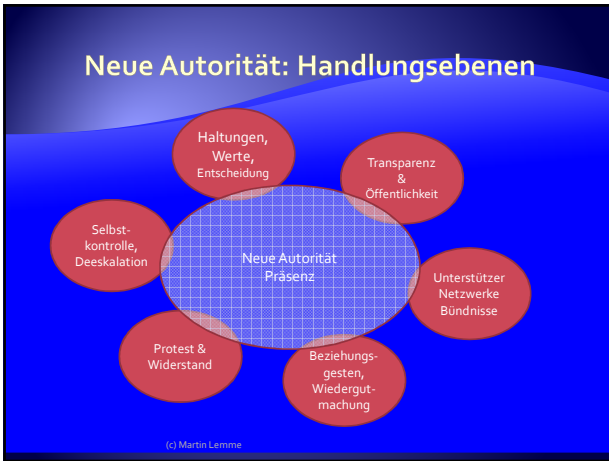 Neue Autorität: Handlungsebenen
Haltungen,
Werte,
Entscheidung
Transparenz
&
Öffentlichkeit
Selbst-
kontrolle,
Deeskalation
Neue Autorität
Präsenz
Unterstützer
Netzwerke
Bündnisse
Protest &
Widerstand
Beziehungs-
gesten,
Wiedergut-
machung
(c) Martin Lemme